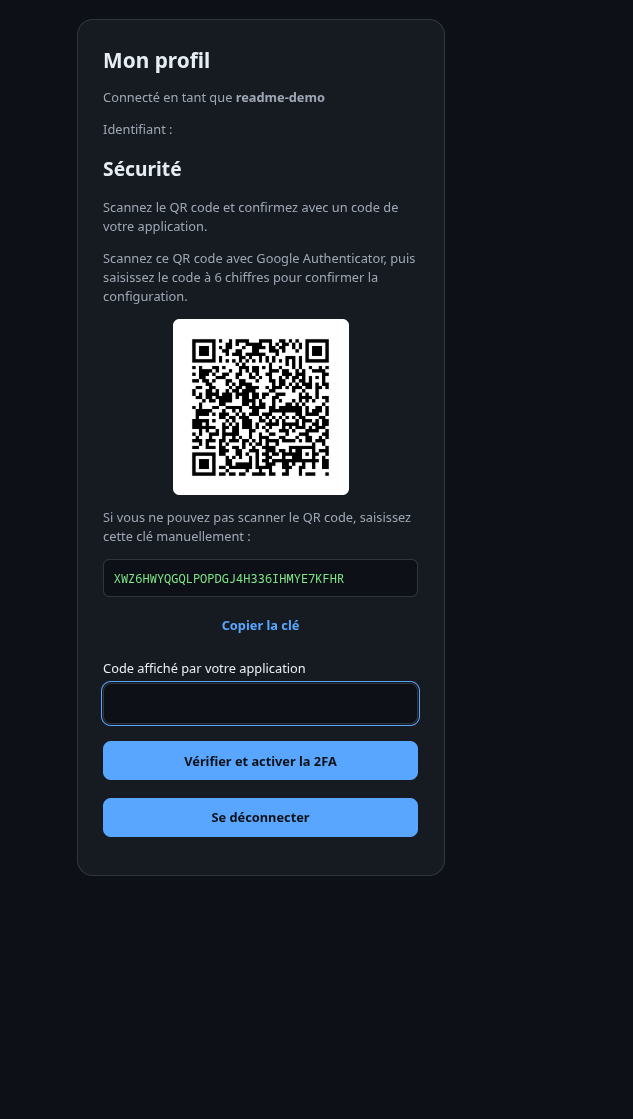 Mon profil
Connecté en tant que readme-demo
Identifiant :
Sécurité
Scannez le QR code et confirmez avec un code de
votre application.
Scannez ce QR code avec Google Authenticator, puis
saisissez le code à 6 chiffres pour confirmer la
configuration.
Si vous ne pouvez pas scanner le QR code, saisissez
cette clé manuellement :
XWZ6HWYQGQLPOPDGJ4H336IHMYE7KFHR
Copier la clé
Code affiché par votre application
Vérifier et activer la 2FA
Se déconnecter